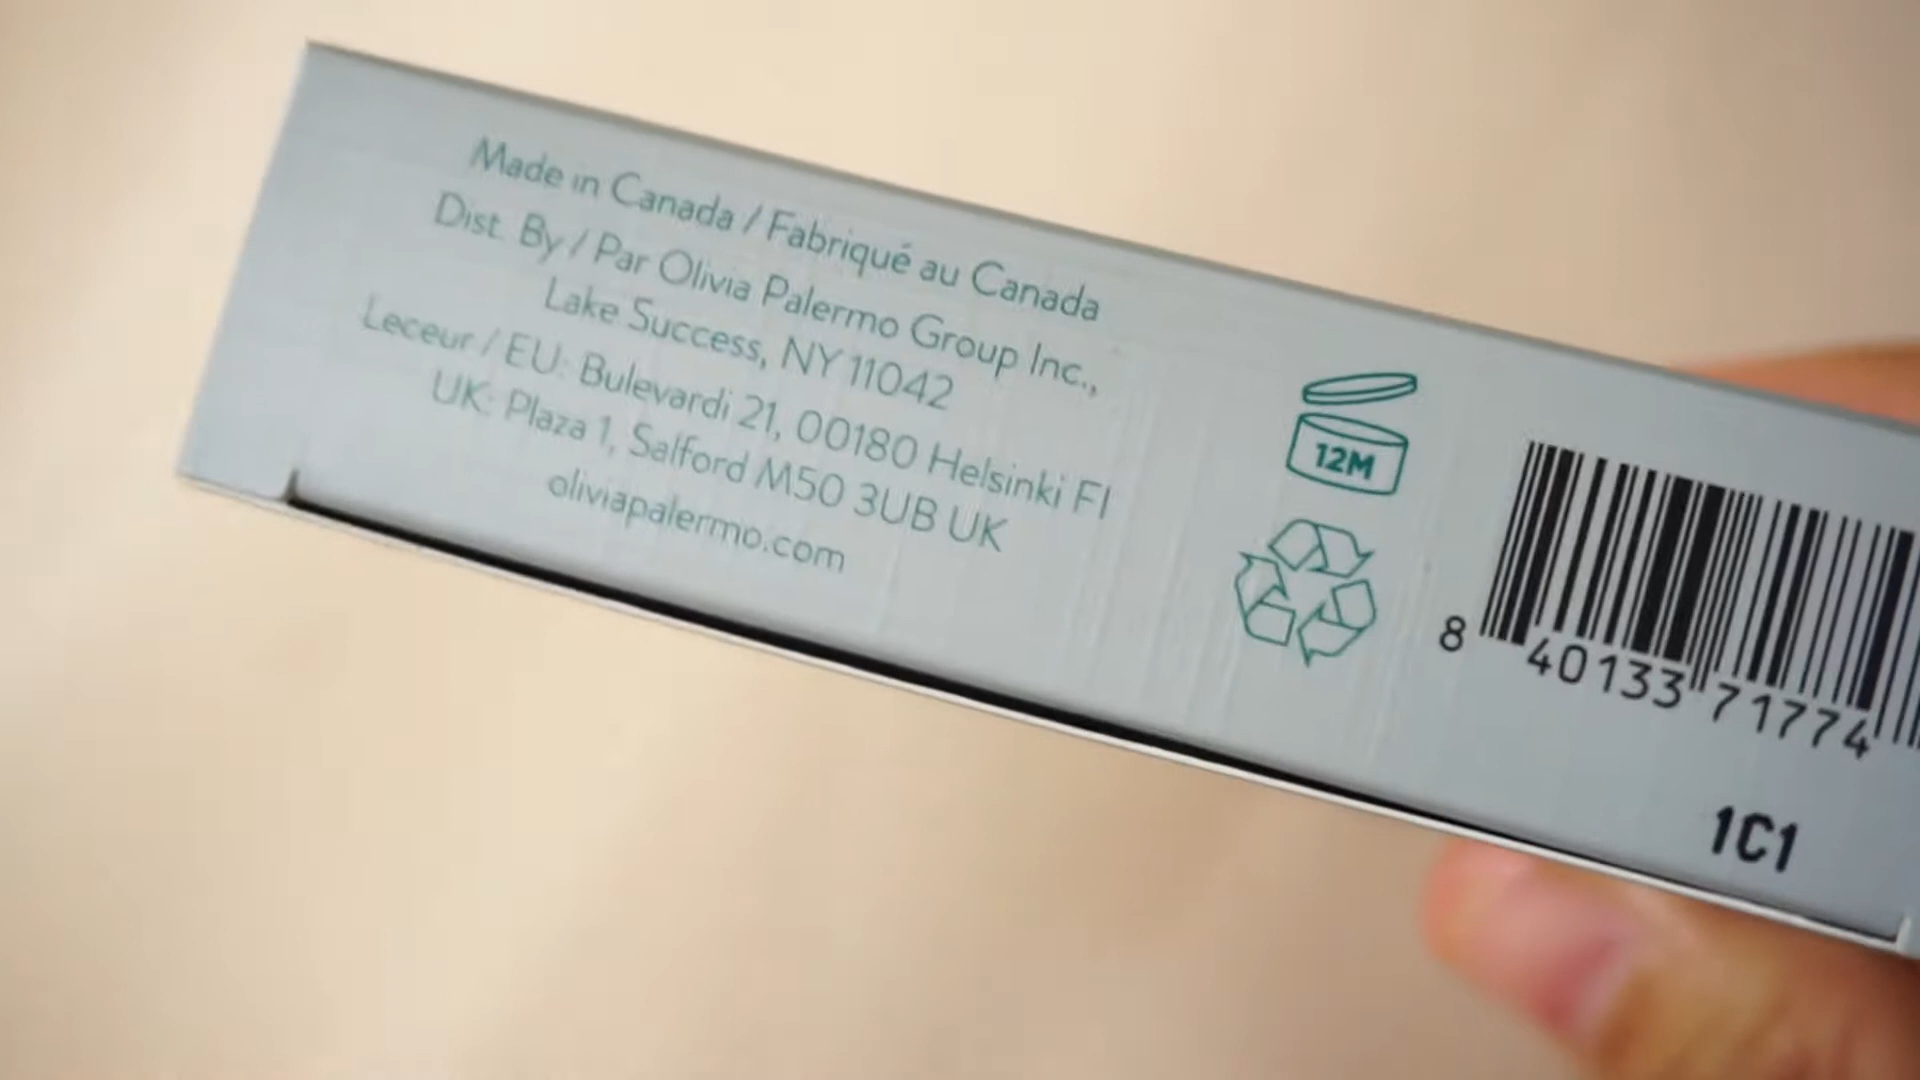 Made in Canada / Fabriqué au Canada
Dist. By / Par Olivia Palermo Group Inc.,
Lake Success, NY 11042
Leceur / EU: Bulevardi 21, 00180 Helsinki FI
UK: Plaza 1, Salford M50 3UB UK
oliviapalermo.com
12M
8 40133 71774
1C1